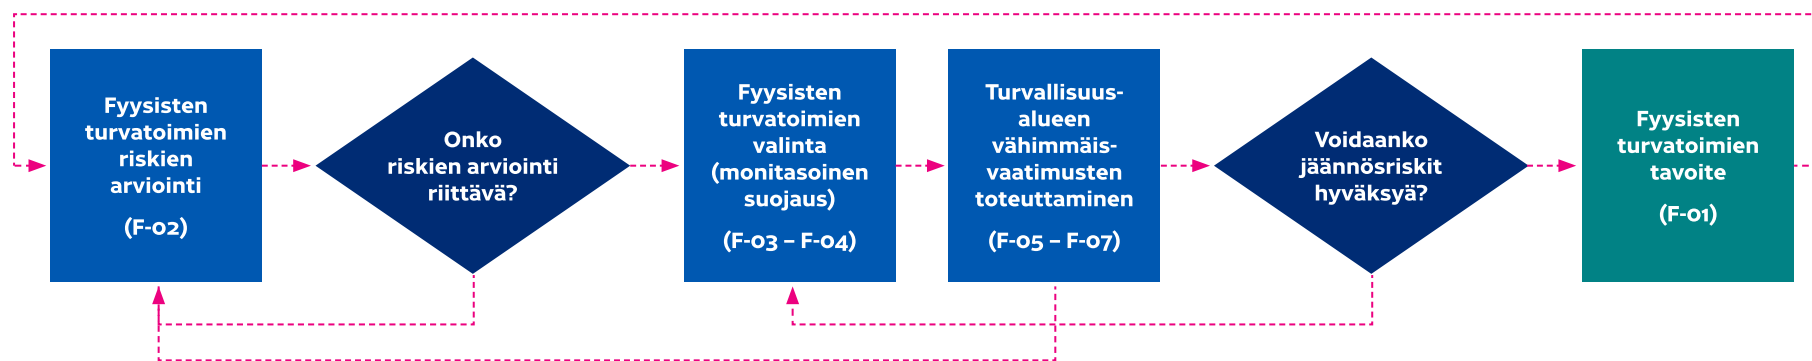 Fyysisten
turvatoimien
riskien
arviointi
(F-02)
Onko
riskien arviointi
riittävä?
Fyysisten
turvatoimien
valinta
(monitasoinen
suojaus)
(F-03 – F-04)
Turvallisuus-
alueen
vähimmäis-
vaatimusten
toteuttaminen
(F-05 – F-07)
Voidaanko
jäännösriskit
hyväksyä?
Fyysisten
turvatoimien
tavoite
(F-01)